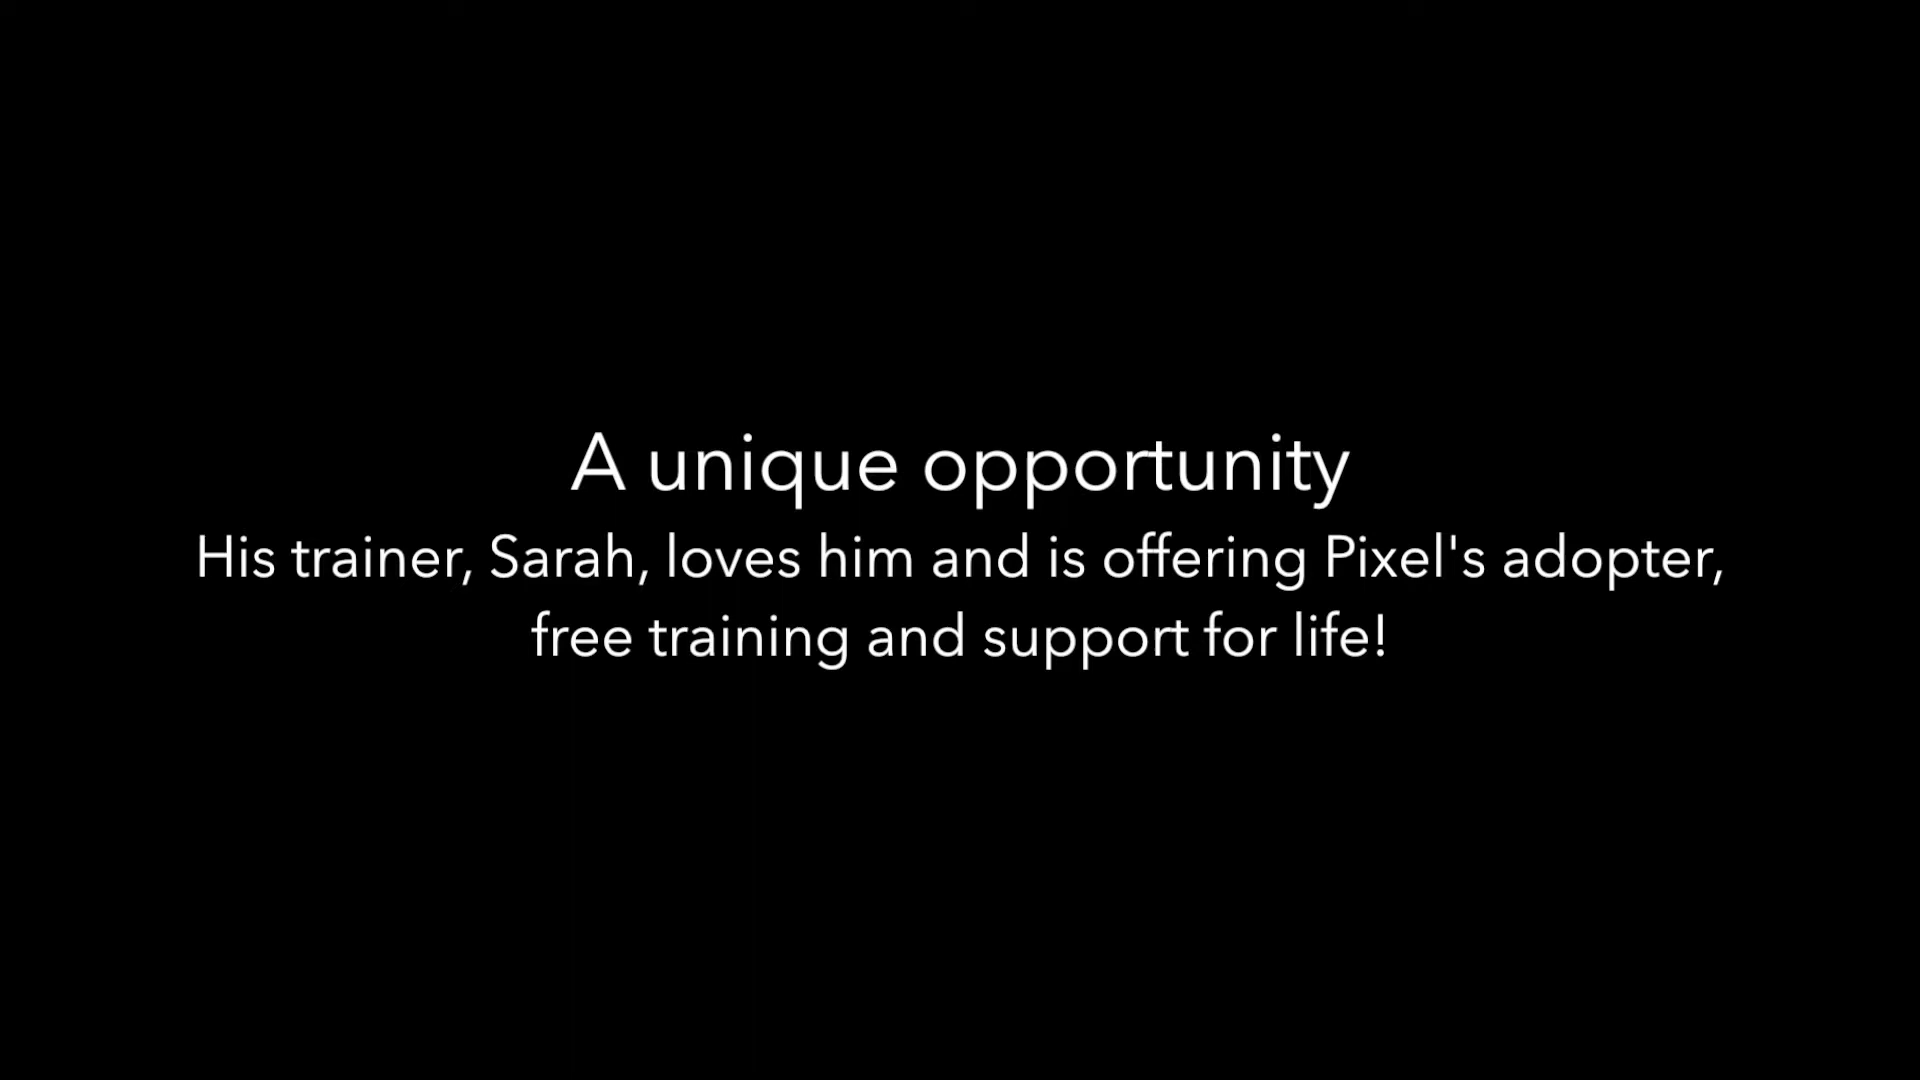 A unique opportunity
His trainer, Sarah, loves him and is offering Pixel's adopter,
free training and support for life!